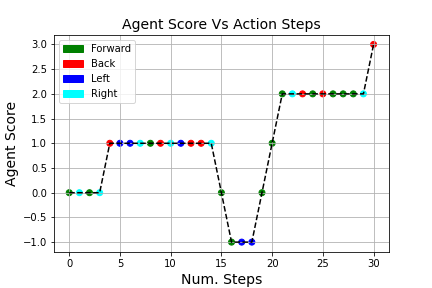 Agent Score Vs Action Steps
Agent Score
3.0
2.5
2.0
1.5
1.0
0.5
0.0
−0.5
−1.0
Forward
Back
Left
Right
0 5 10 15 20 25 30
Num. Steps